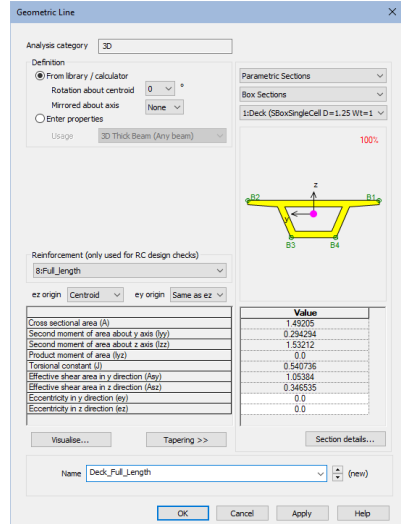 Geometric Line
Analysis category 3D
Definition
From library / calculator
Rotation about centroid 0 °
Mirrored about axis None
Enter properties
Usage 3D Thick Beam (Any beam)
Parametric Sections
Box Sections
1:Deck (SBoxSingleCell D=1.25 Wt=1
100%
z
B2 B1
y
B3 B4
Reinforcement (only used for RC design checks)
8:Full_length
ez origin Centroid ey origin Same as ez
Value
Cross sectional area (A) 1.49205
Second moment of area about y axis (Iyy) 0.294294
Second moment of area about z axis (Izz) 1.53212
Product moment of area (Iyz) 0.0
Torsional constant (J) 0.540736
Effective shear area in y direction (Asy) 1.05384
Effective shear area in z direction (Asz) 0.346535
Eccentricity in y direction (ey) 0.0
Eccentricity in z direction (ez) 0.0
Visualise... Tapering >> Section details...
Name Deck_Full_Length (new)
OK Cancel Apply Help